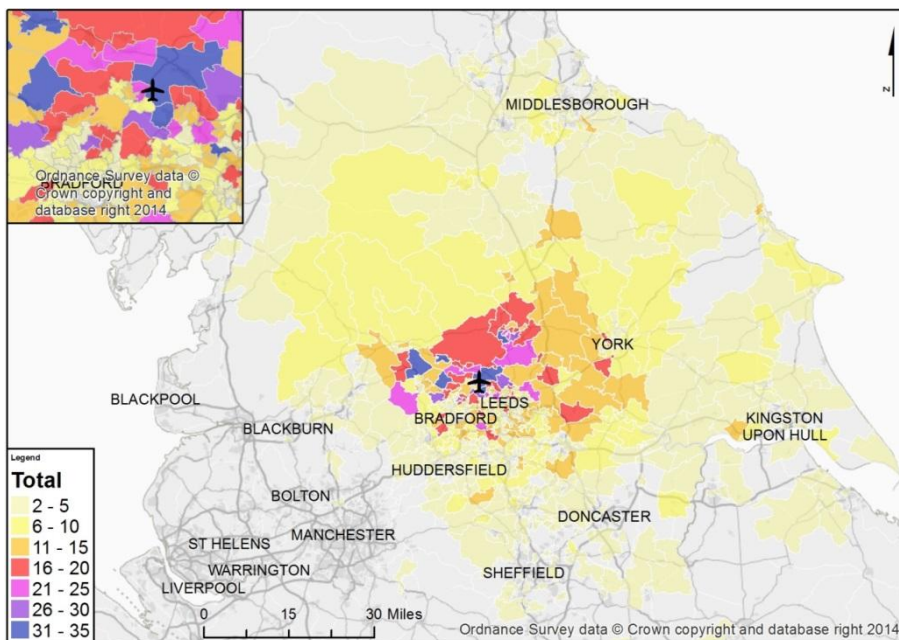 BRADFORD
Ordnance Survey data ©
Crown copyright and
database right 2014
MIDDLESBOROUGH
N
YORK
BLACKPOOL
LEEDS
BRADFORD
BLACKBURN
KINGSTON
UPON HULL
HUDDERSFIELD
Legend
Total
2 - 5
6 - 10
11 - 15
16 - 20
21 - 25
26 - 30
31 - 35
BOLTON
MANCHESTER
ST HELENS
WARRINGTON
LIVERPOOL
DONCASTER
SHEFFIELD
0 15 30 Miles
Ordnance Survey data © Crown copyright and database right 2014